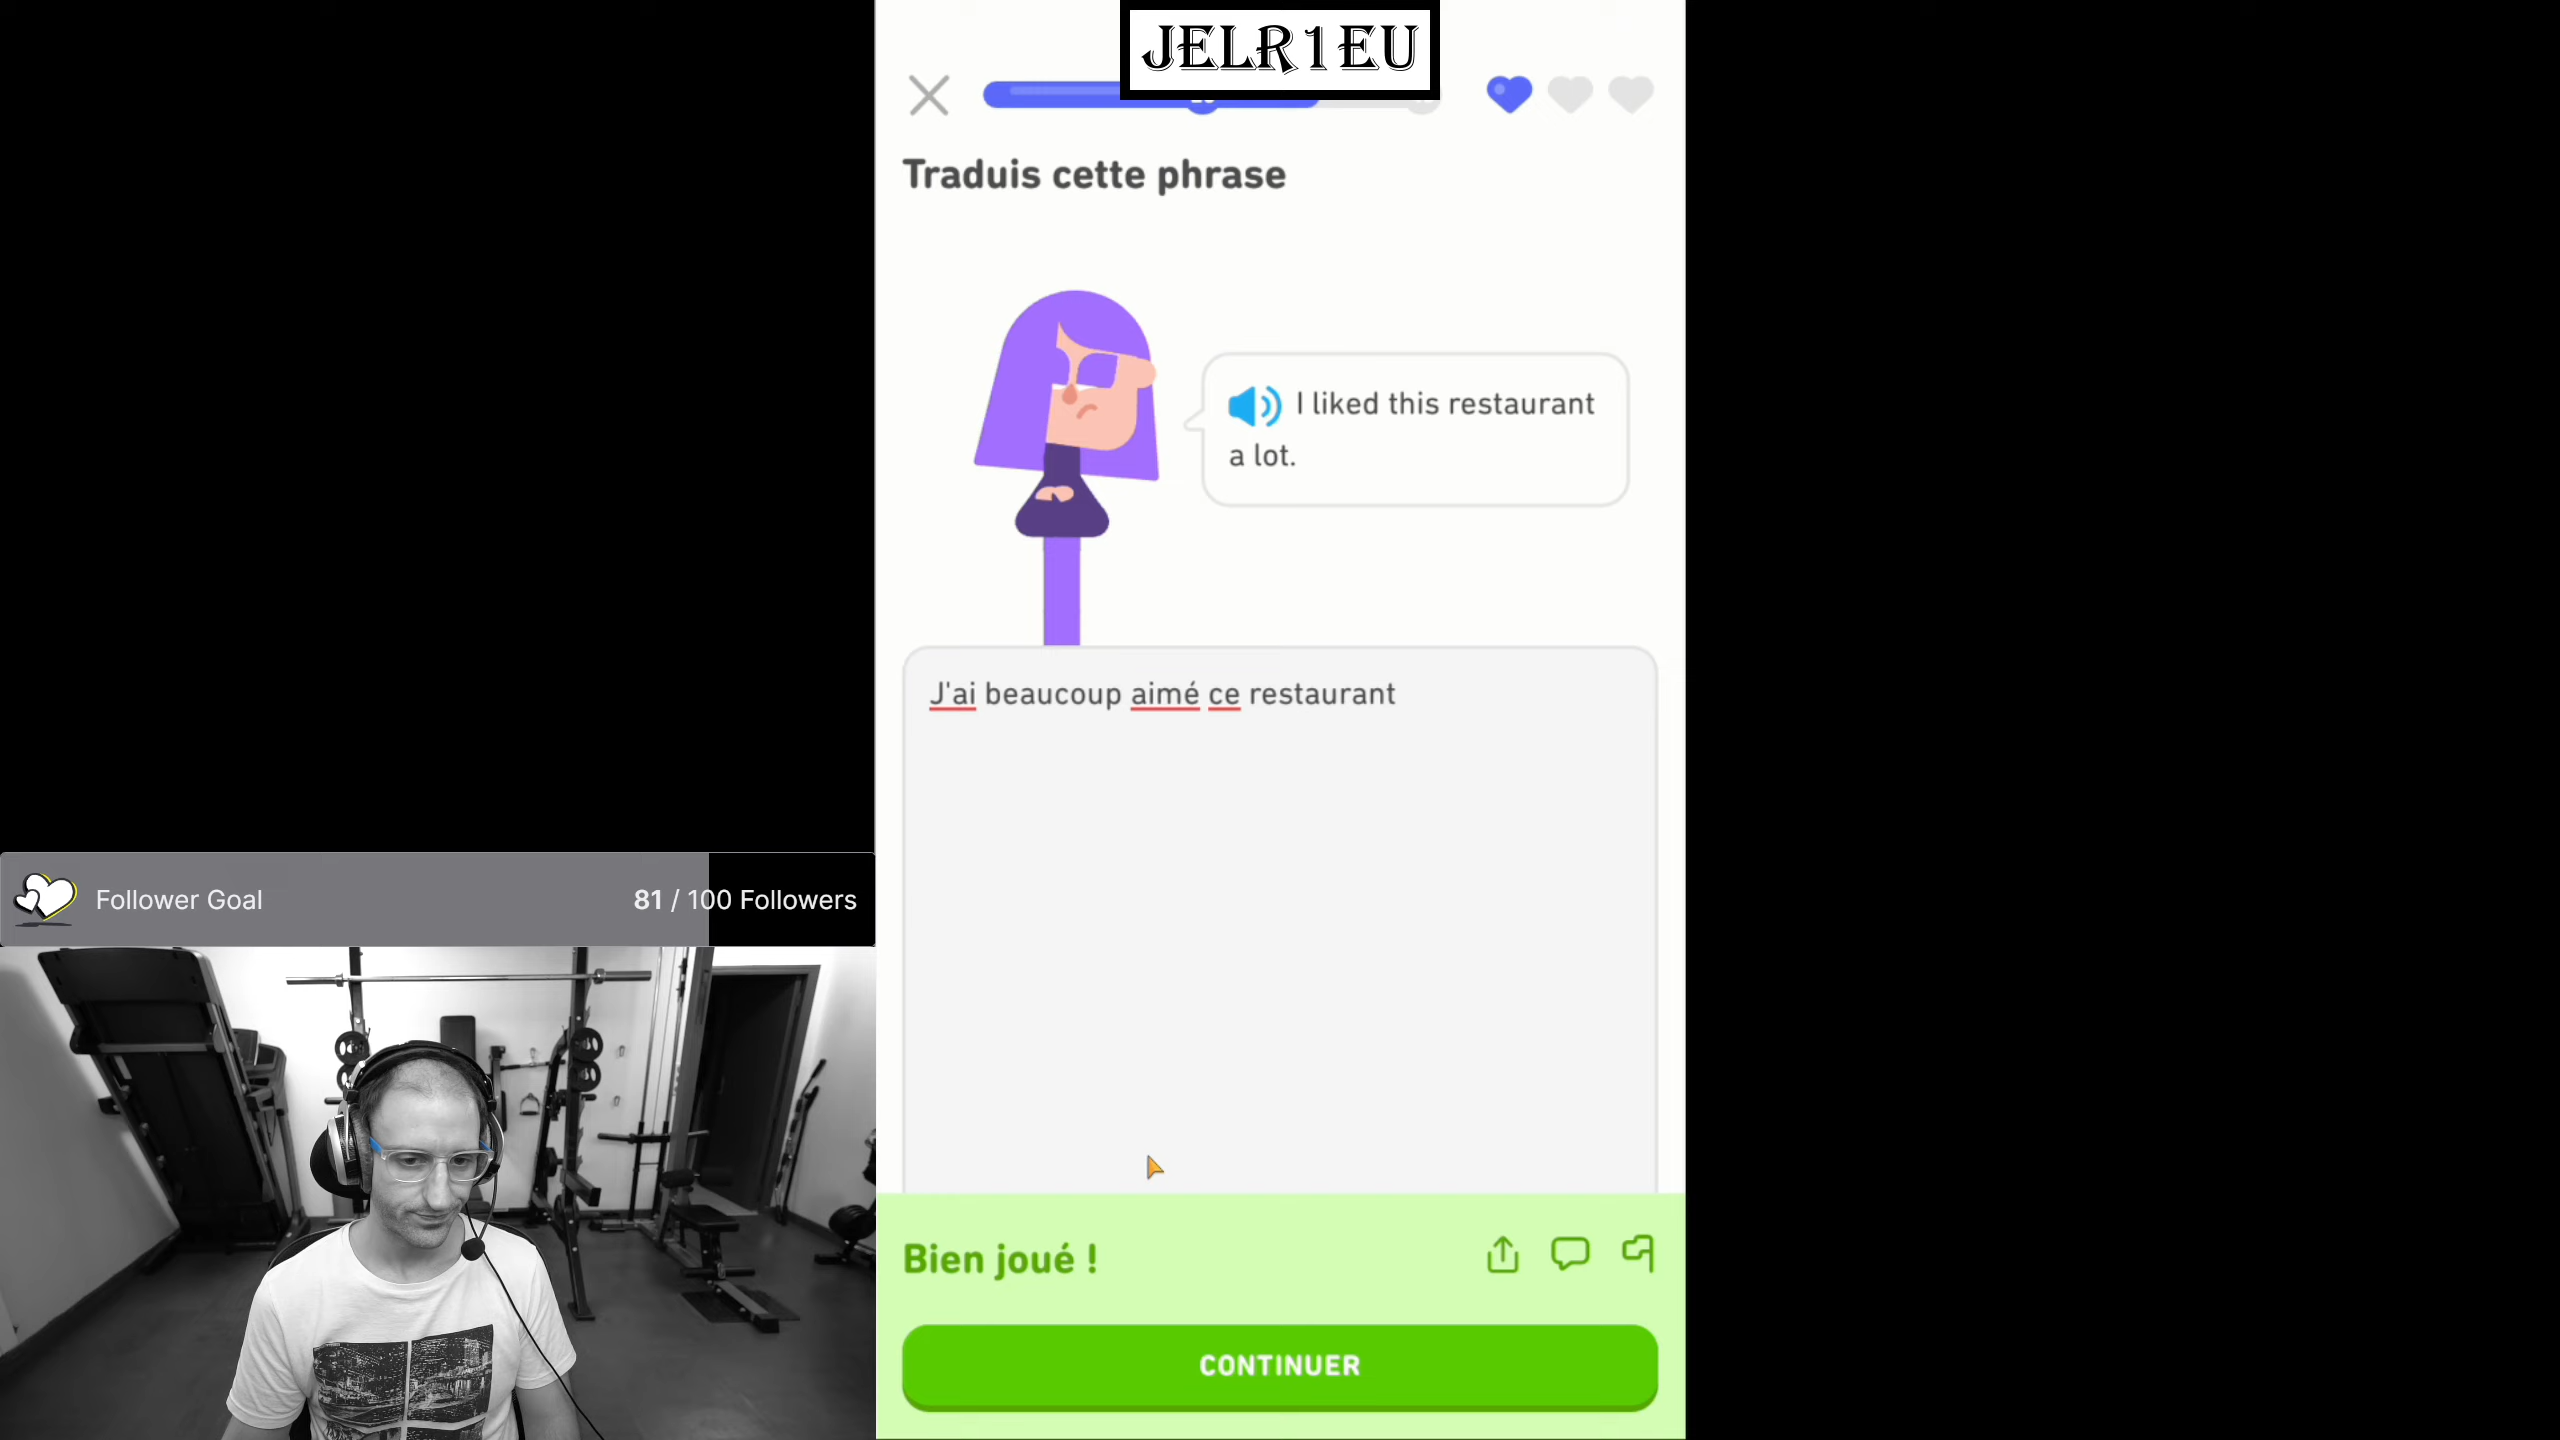 JELR1EU
Traduis cette phrase
I liked this restaurant
a lot.
J'ai beaucoup aimé ce restaurant
Follower Goal
81 / 100 Followers
Bien joué !
CONTINUER